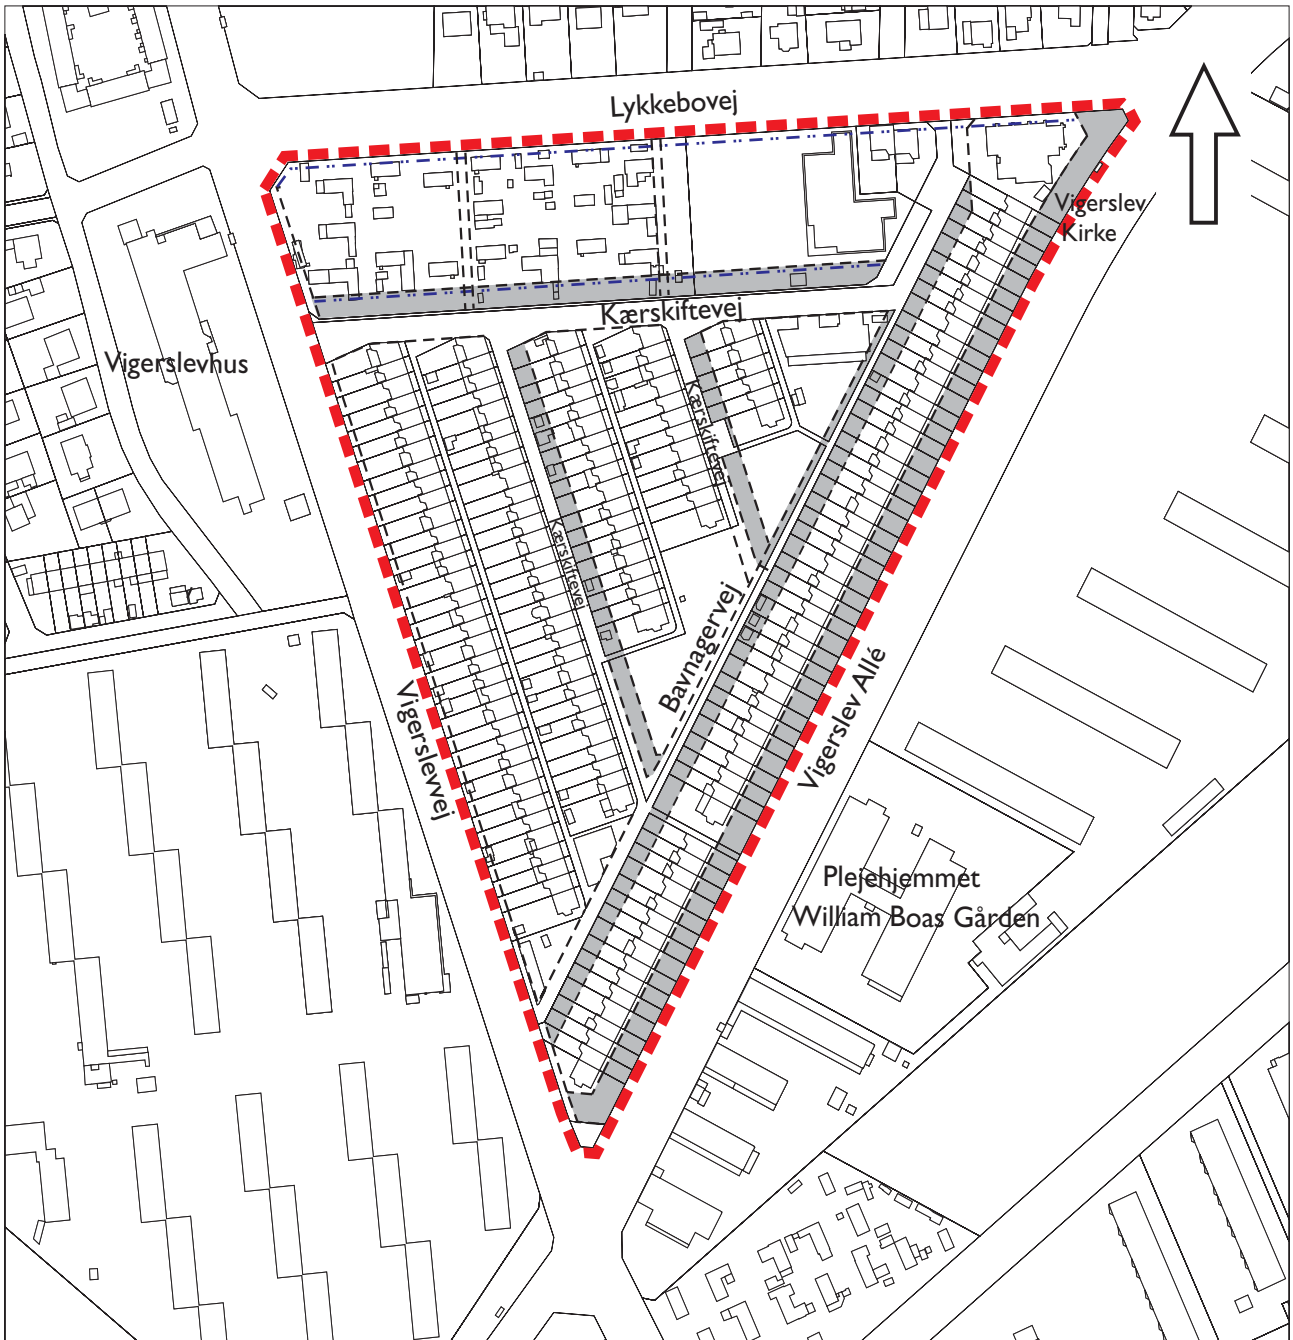 Lykkebovej
Vigerslev
Kirke
Kærskiftevej
Vigerslevhus
Kærskiftevej
Kærskiftevej
Bavnagervej
Vigerslevvej
Vigerslev Allé
Plejehjemmet
William Boas Gården